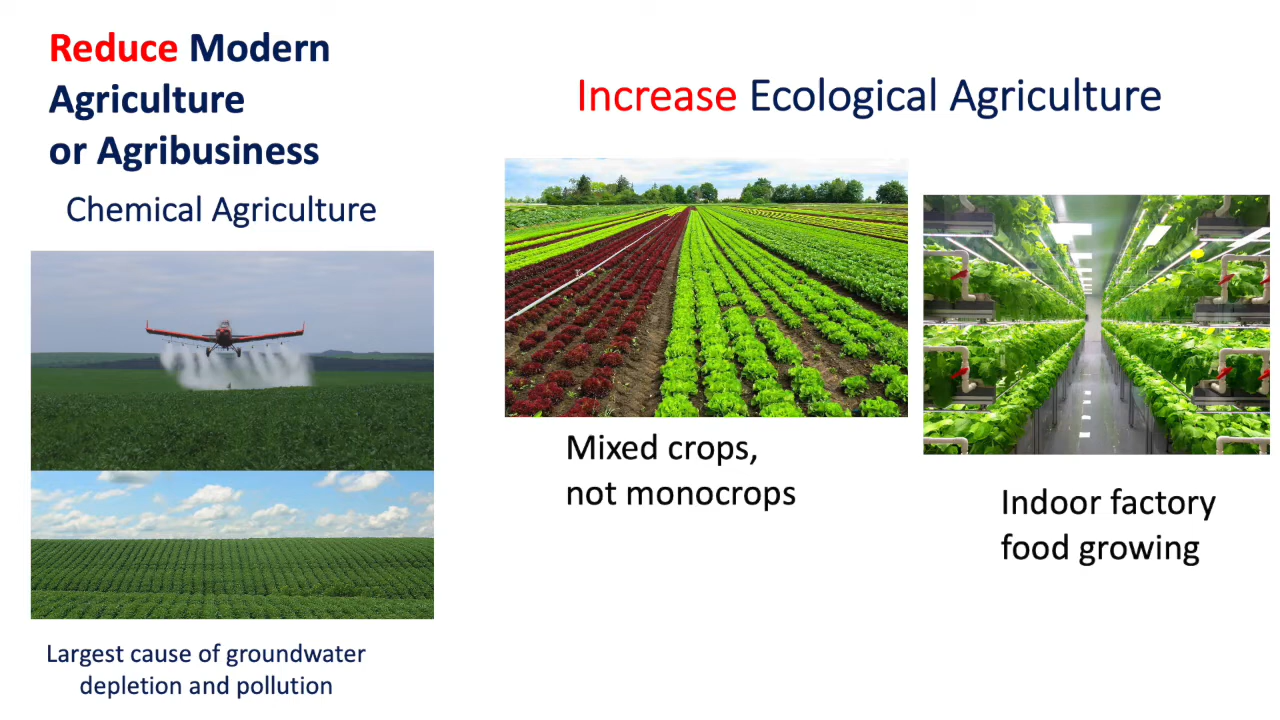 Reduce Modern
Agriculture
or Agribusiness
Chemical Agriculture
Largest cause of groundwater
depletion and pollution
Increase Ecological Agriculture
Mixed crops,
not monocrops
Indoor factory
food growing